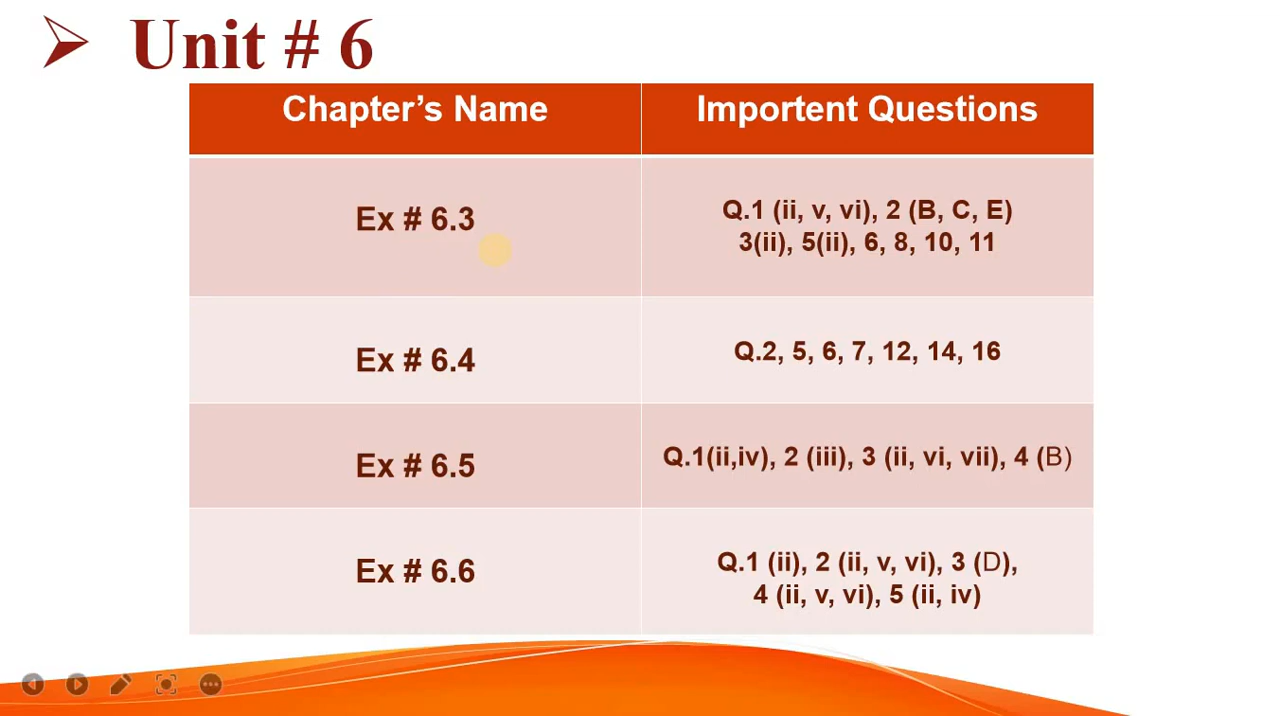 Unit # 6
Chapter’s Name
Importent Questions
Ex # 6.3
Q.1 (ii, v, vi), 2 (B, C, E)
3(ii), 5(ii), 6, 8, 10, 11
Ex # 6.4
Q.2, 5, 6, 7, 12, 14, 16
Ex # 6.5
Q.1(ii,iv), 2 (iii), 3 (ii, vi, vii), 4 (B)
Ex # 6.6
Q.1 (ii), 2 (ii, v, vi), 3 (D),
4 (ii, v, vi), 5 (ii, iv)